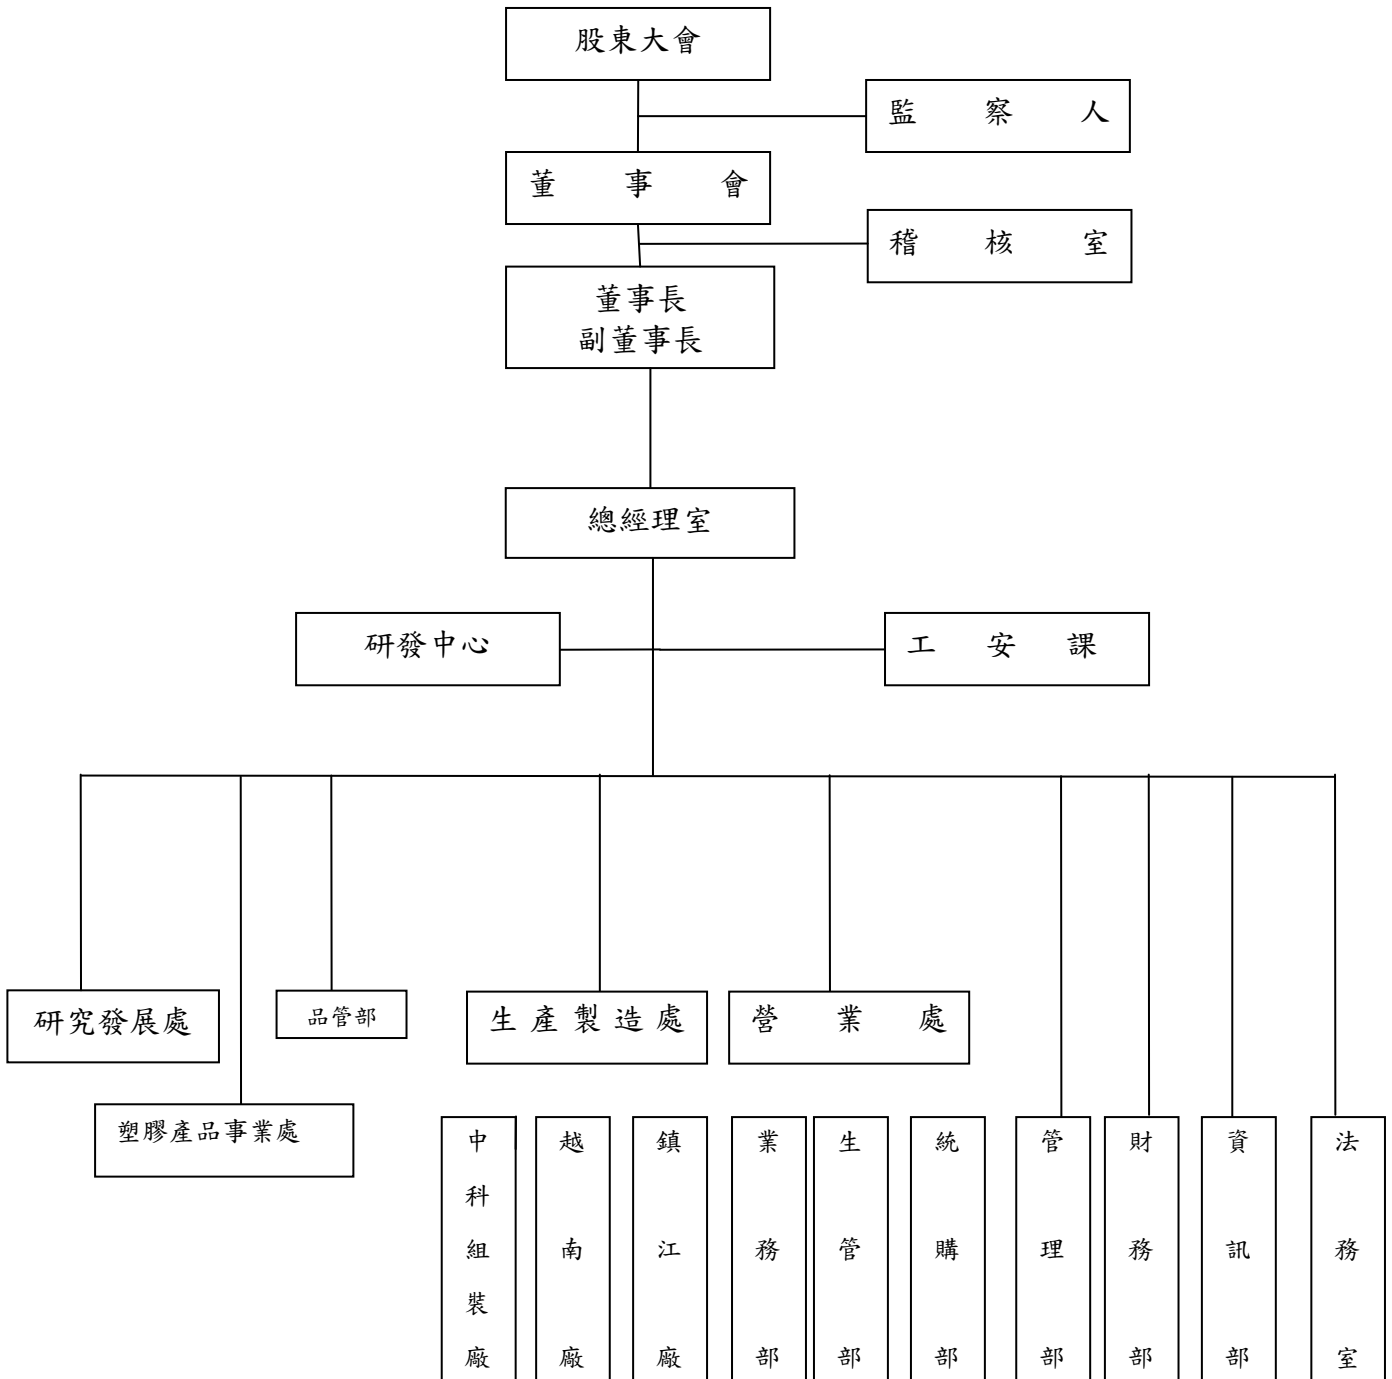 股東大會
監察人
董事會
稽核室
董事長
副董事長
總經理室
研發中心
工安課
研究發展處
品管部
生產製造處
營業處
塑膠產品事業處
中科組裝廠
越南廠
鎮江廠
業務部
生管部
統購部
管理部
財務部
資訊部
法務室